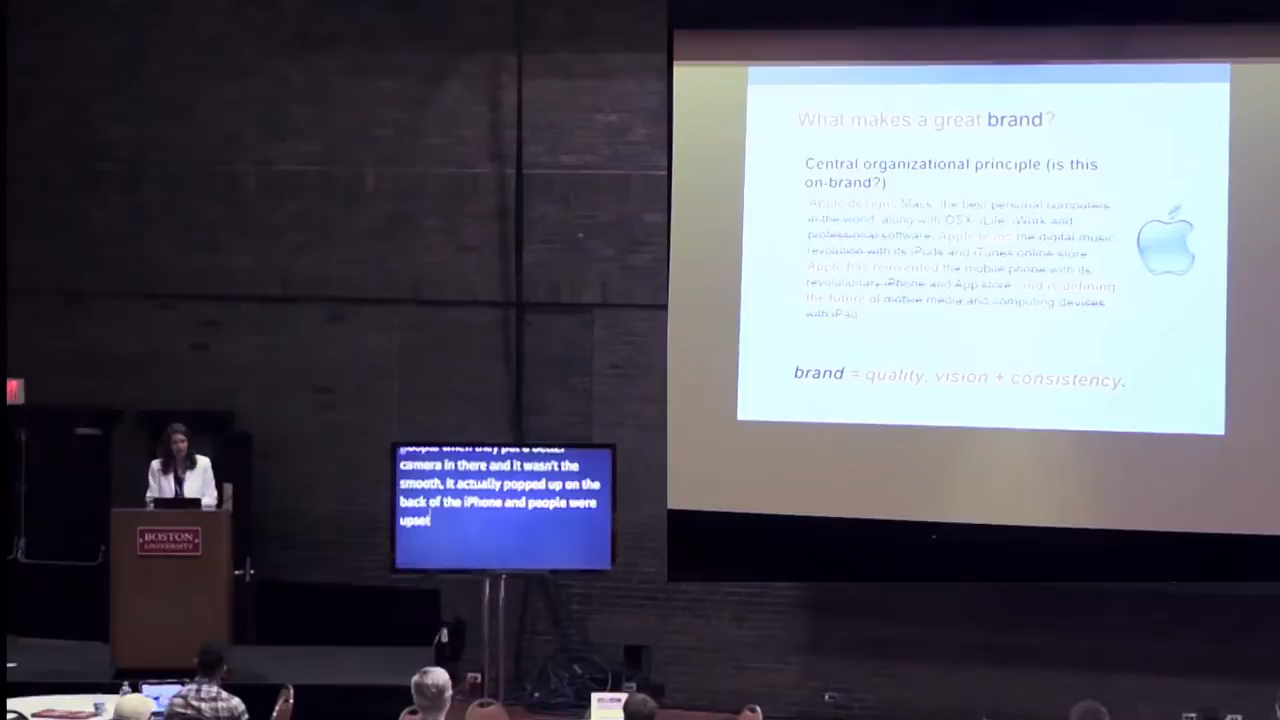 What makes a great brand?
Central organizational principle (is this
on-brand?)
Apple designs Macs, the best personal computers
in the world, along with OSX, iLife, iWork and
professional software. Apple leads the digital music
revolution with its iPods and iTunes online store.
Apple has reinvented the mobile phone with its
revolutionary iPhone and App store, and is defining
the future of mobile media and computing devices
with iPad
brand = quality, vision + consistency.
people when they put a better
camera in there and it wasn't the
smooth, it actually popped up on the
back of the iPhone and people were
upset
BOSTON
UNIVERSITY